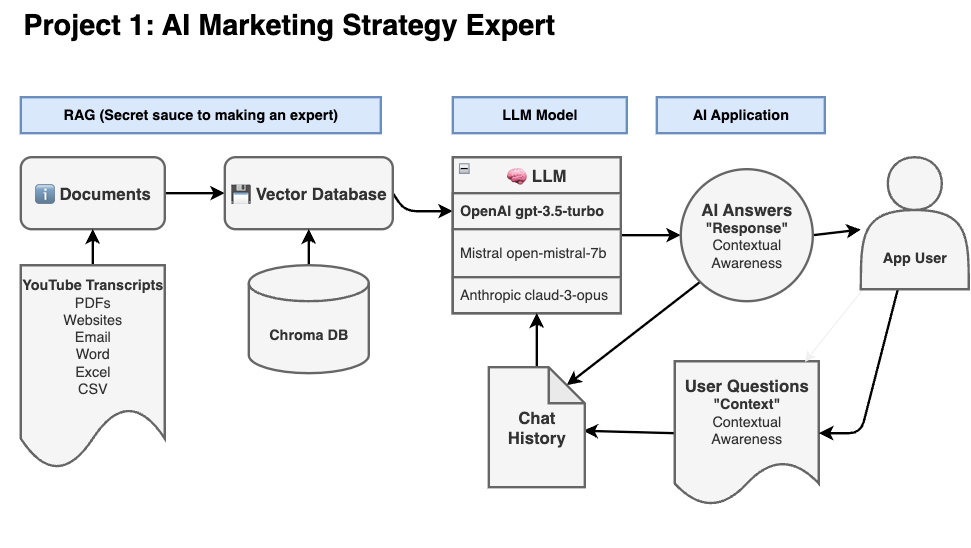 Project 1: AI Marketing Strategy Expert
RAG (Secret sauce to making an expert)
LLM Model
AI Application
Documents
Vector Database
LLM
OpenAI gpt-3.5-turbo
Mistral open-mistral-7b
Anthropic claud-3-opus
AI Answers
"Response"
Contextual
Awareness
App User
YouTube Transcripts
PDFs
Websites
Email
Word
Excel
CSV
Chroma DB
Chat
History
User Questions
"Context"
Contextual
Awareness